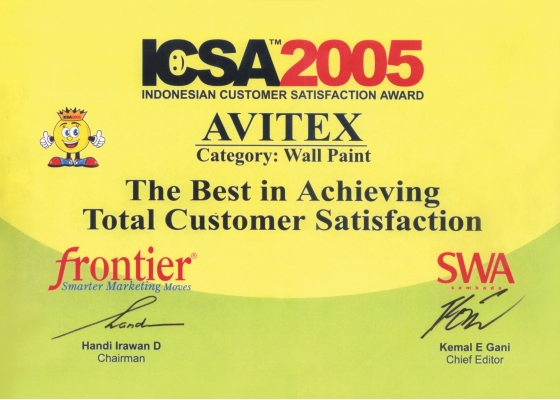 ICSA™2005
INDONESIAN CUSTOMER SATISFACTION AWARD
AVITEX
Category: Wall Paint
The Best in Achieving
Total Customer Satisfaction
frontier®
Smarter Marketing Moves
SWA
sembada
Handi Irawan D
Chairman
Kemal E Gani
Chief Editor